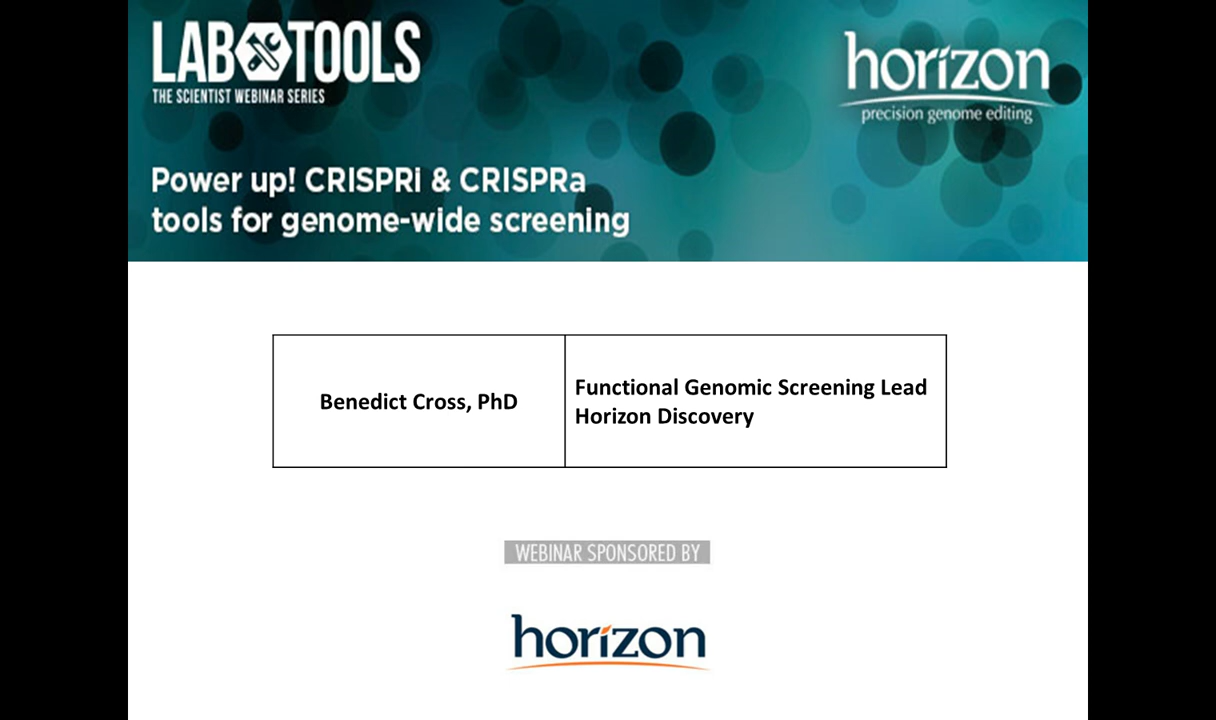 LAB TOOLS
THE SCIENTIST WEBINAR SERIES
horizon
precision genome editing
Power up! CRISPRi & CRISPRa
tools for genome-wide screening
Benedict Cross, PhD
Functional Genomic Screening Lead
Horizon Discovery
WEBINAR SPONSORED BY
horizon